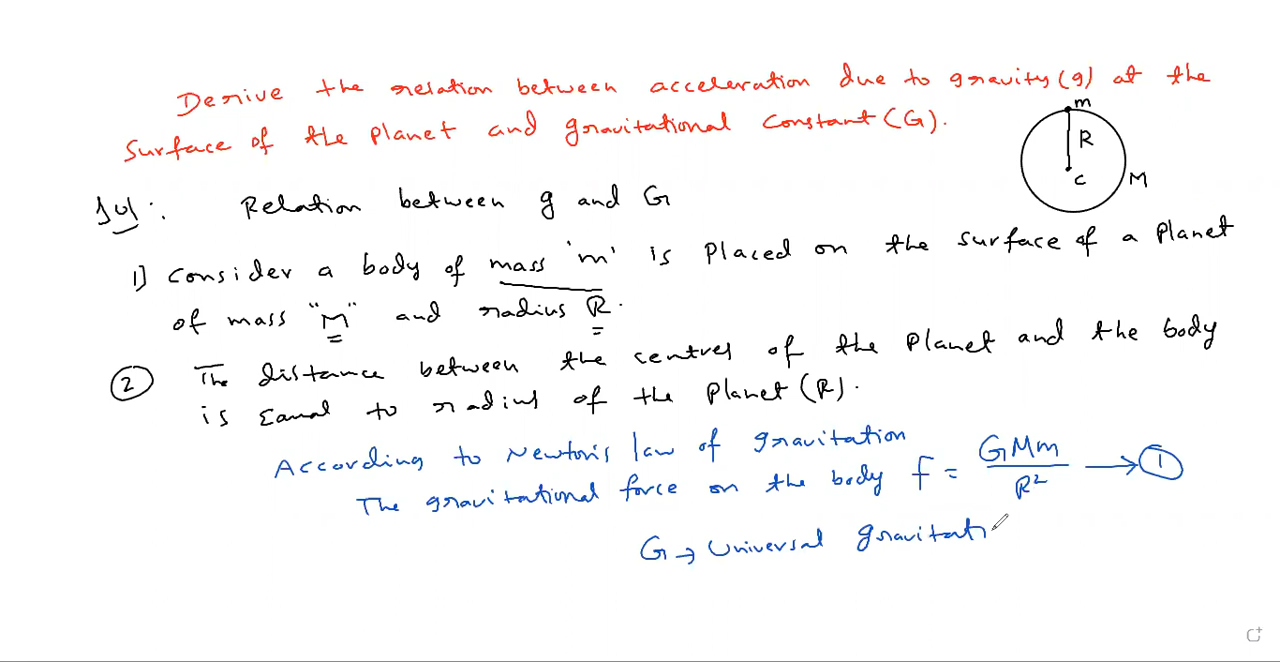 Derive the relation between acceleration due to gravity (g) at the
surface of the planet and gravitational constant (G).
m
R
C
M
Sol:
Relation between g and G
1) Consider a body of mass 'm' is placed on the surface of a planet
of mass "M" and radius R.
2 The distance between the centres of the planet and the body
is Equal to radius of the planet (R).
According to Newton's law of gravitation
The gravitational force on the body f = GMm/R² → 1
G → Universal gravitati